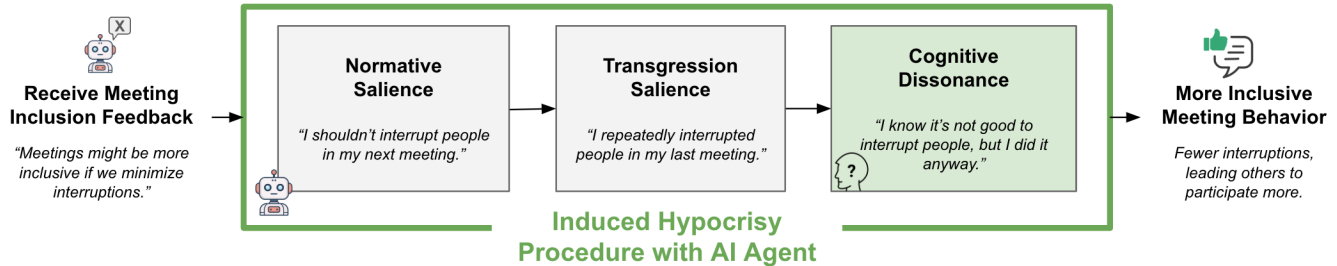 X
Receive Meeting
Inclusion Feedback
“Meetings might be more
inclusive if we minimize
interruptions.”
Normative
Salience
“I shouldn’t interrupt people
in my next meeting.”
Transgression
Salience
“I repeatedly interrupted
people in my last meeting.”
Cognitive
Dissonance
“I know it’s not good to
interrupt people, but I did it
anyway.”
?
More Inclusive
Meeting Behavior
Fewer interruptions,
leading others to
participate more.
Induced Hypocrisy
Procedure with AI Agent